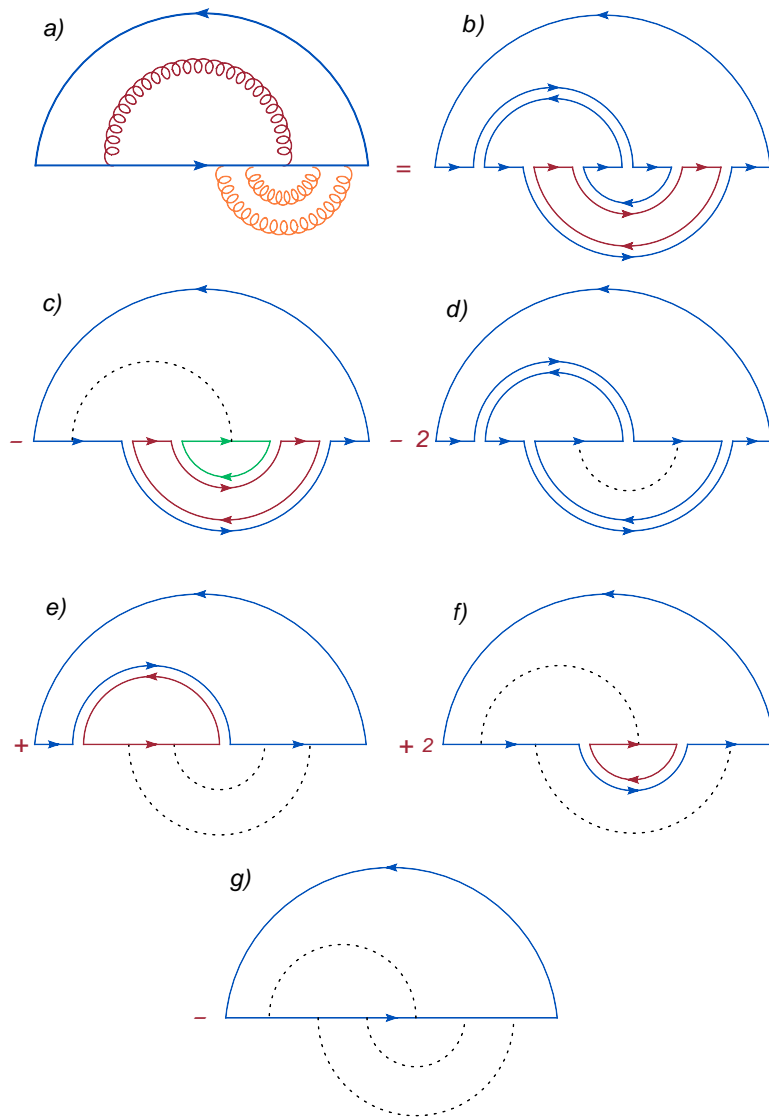 a) b)
=
c) d)
− − 2
e) f)
+ + 2
g)
−